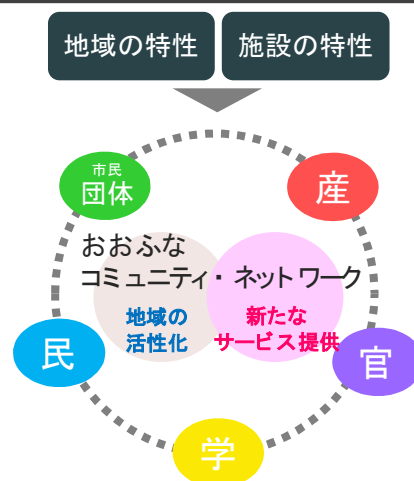 地域の特性
施設の特性
市民
団体
産
おおふな
コミュニティ・ネットワーク
地域の
活性化
新たな
サービス提供
民
官
学